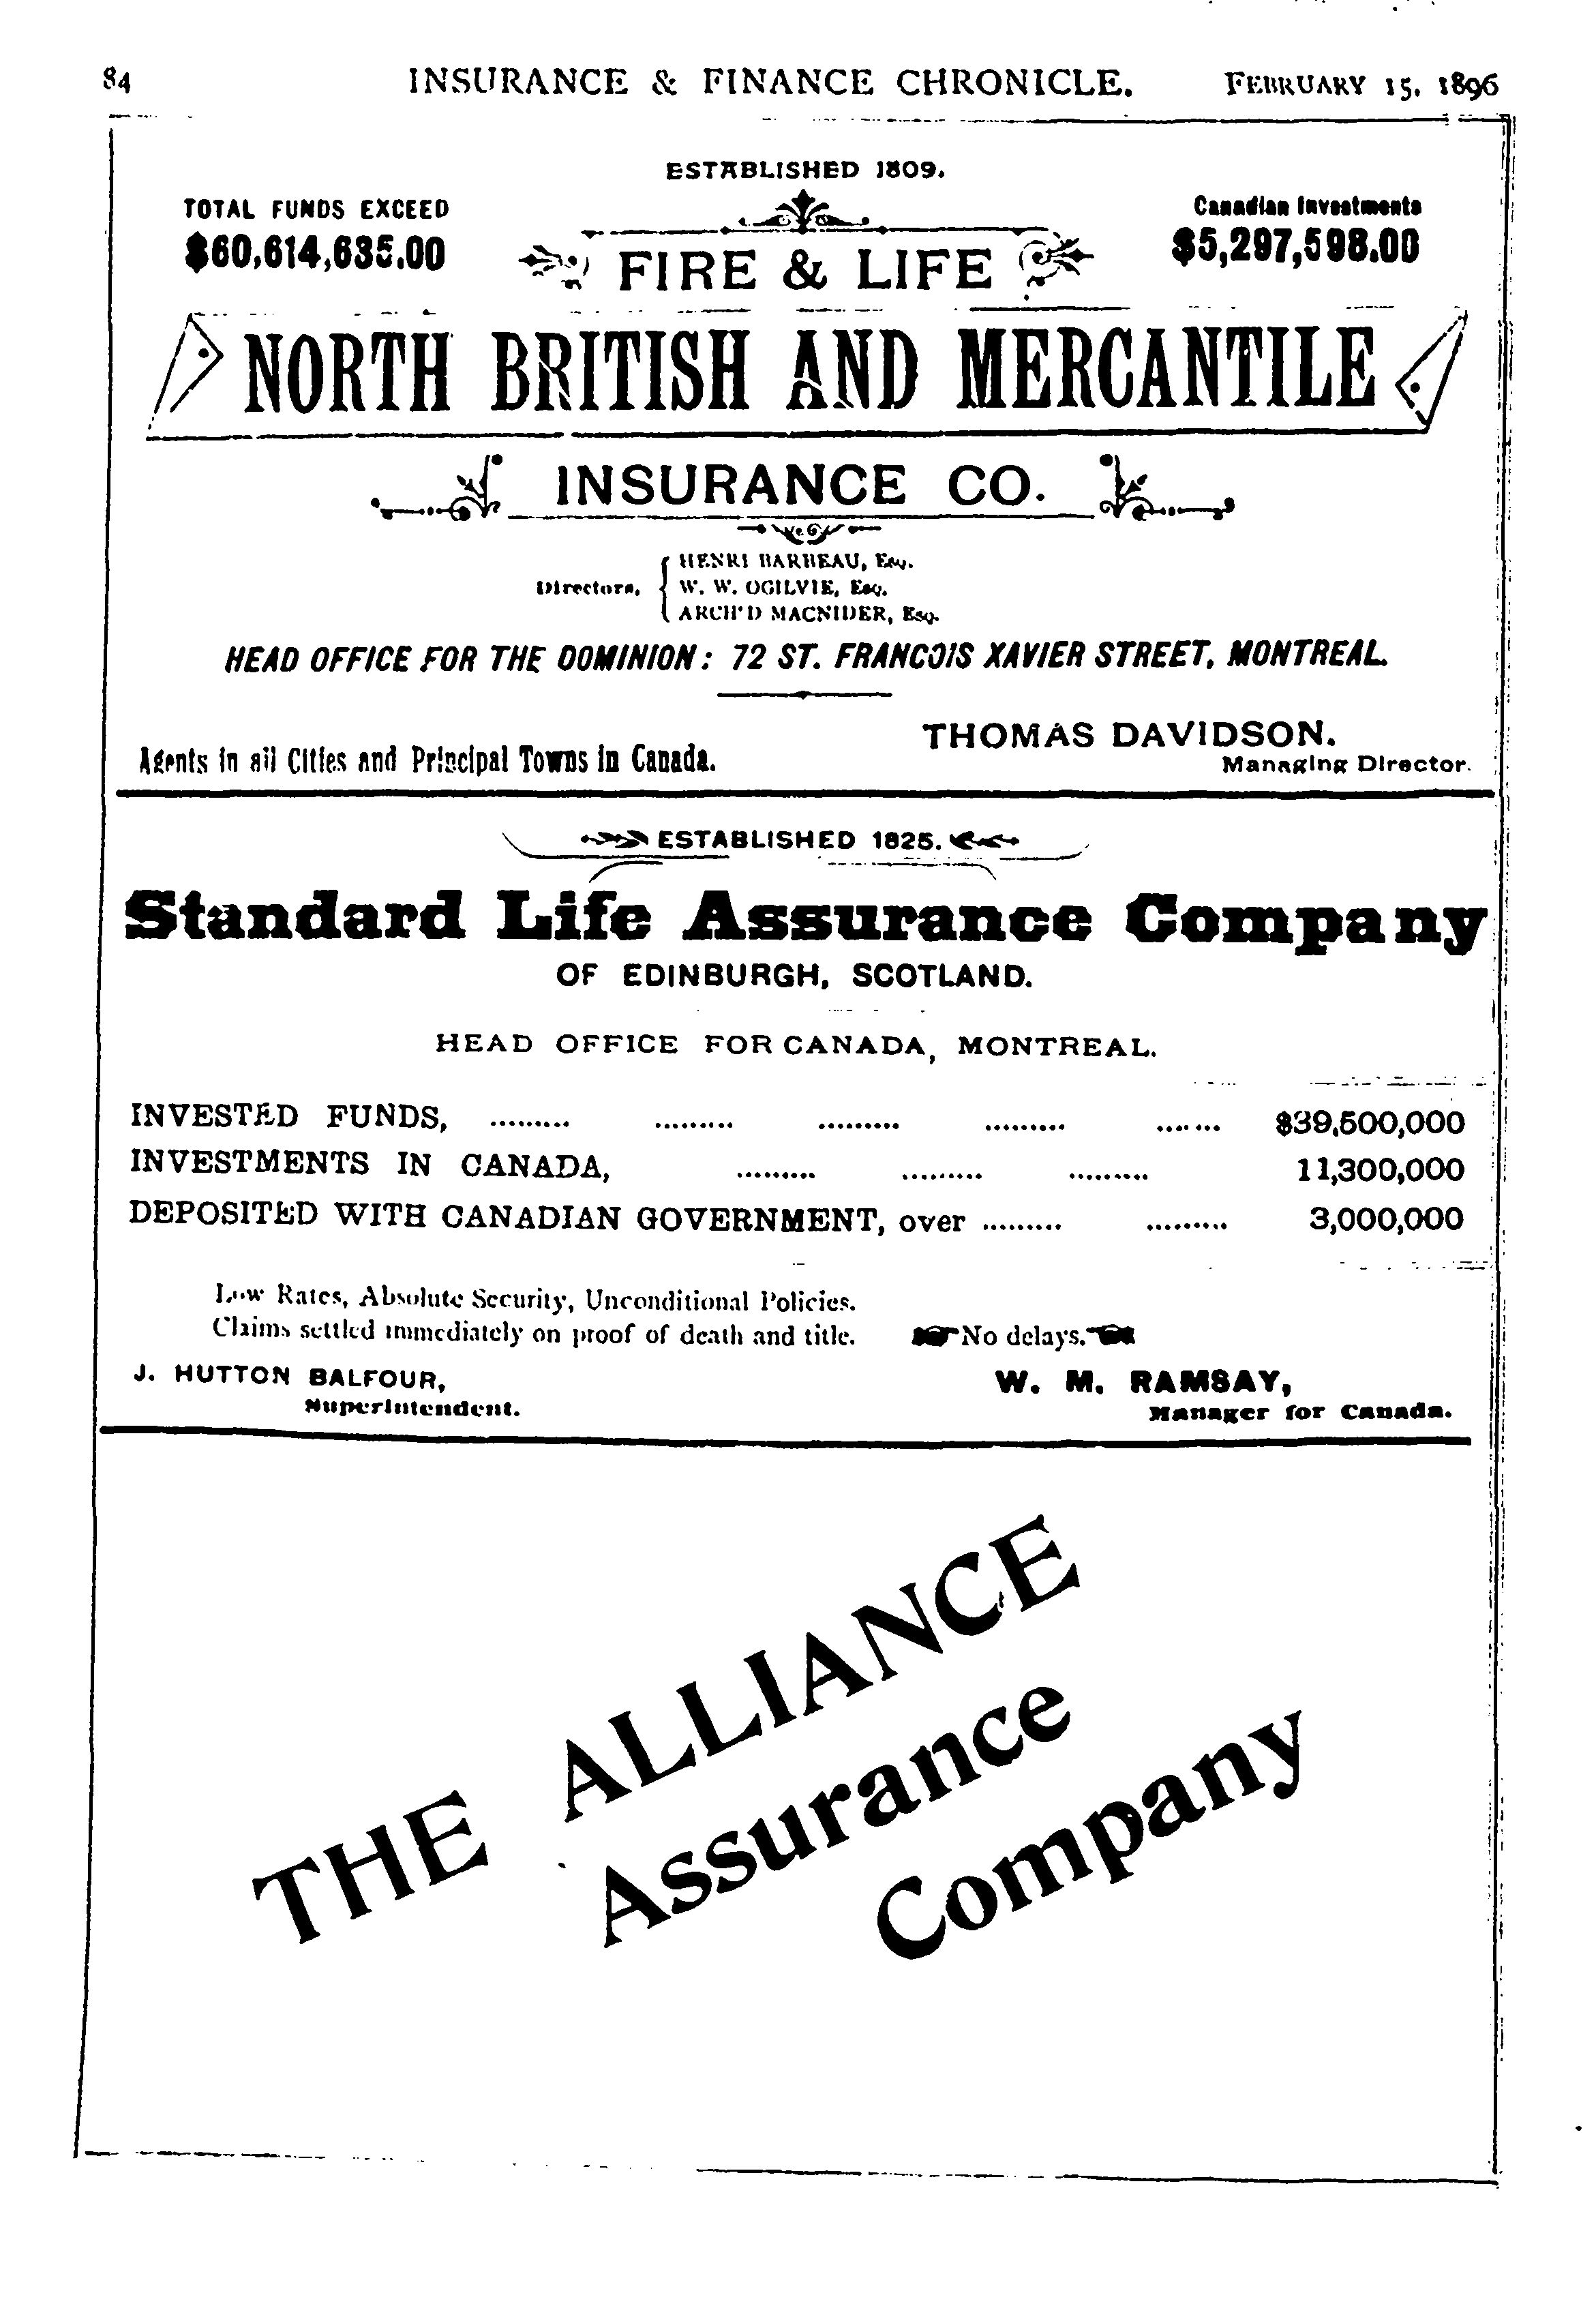 84 INSURANCE & FINANCE CHRONICLE. FEBRUARY 15, 1896
ESTABLISHED 1809.
TOTAL FUNDS EXCEED
$60,614,635.00
Canadian Investments
$5,297,598.00
FIRE & LIFE
NORTH BRITISH AND MERCANTILE
INSURANCE CO.
Directors,
HENRI BARBEAU, Esq.
W. W. OGILVIE, Esq.
ARCH'D MACNIDER, Esq.
HEAD OFFICE FOR THE DOMINION: 72 ST. FRANCOIS XAVIER STREET, MONTREAL.
Agents in all Cities and Principal Towns in Canada.
THOMAS DAVIDSON.
Managing Director.
ESTABLISHED 1825.
Standard Life Assurance Company
OF EDINBURGH, SCOTLAND.
HEAD OFFICE FOR CANADA, MONTREAL.
INVESTED FUNDS, ......... ......... ......... ......... ....... $39,500,000
INVESTMENTS IN CANADA, ......... ......... ......... 11,300,000
DEPOSITED WITH CANADIAN GOVERNMENT, over ......... ......... 3,000,000
Low Rates, Absolute Security, Unconditional Policies.
Claims settled immediately on proof of death and title. ☛No delays.☚
J. HUTTON BALFOUR,
Superintendent.
W. M. RAMSAY,
Manager for Canada.
THE ALLIANCE
Assurance
Company